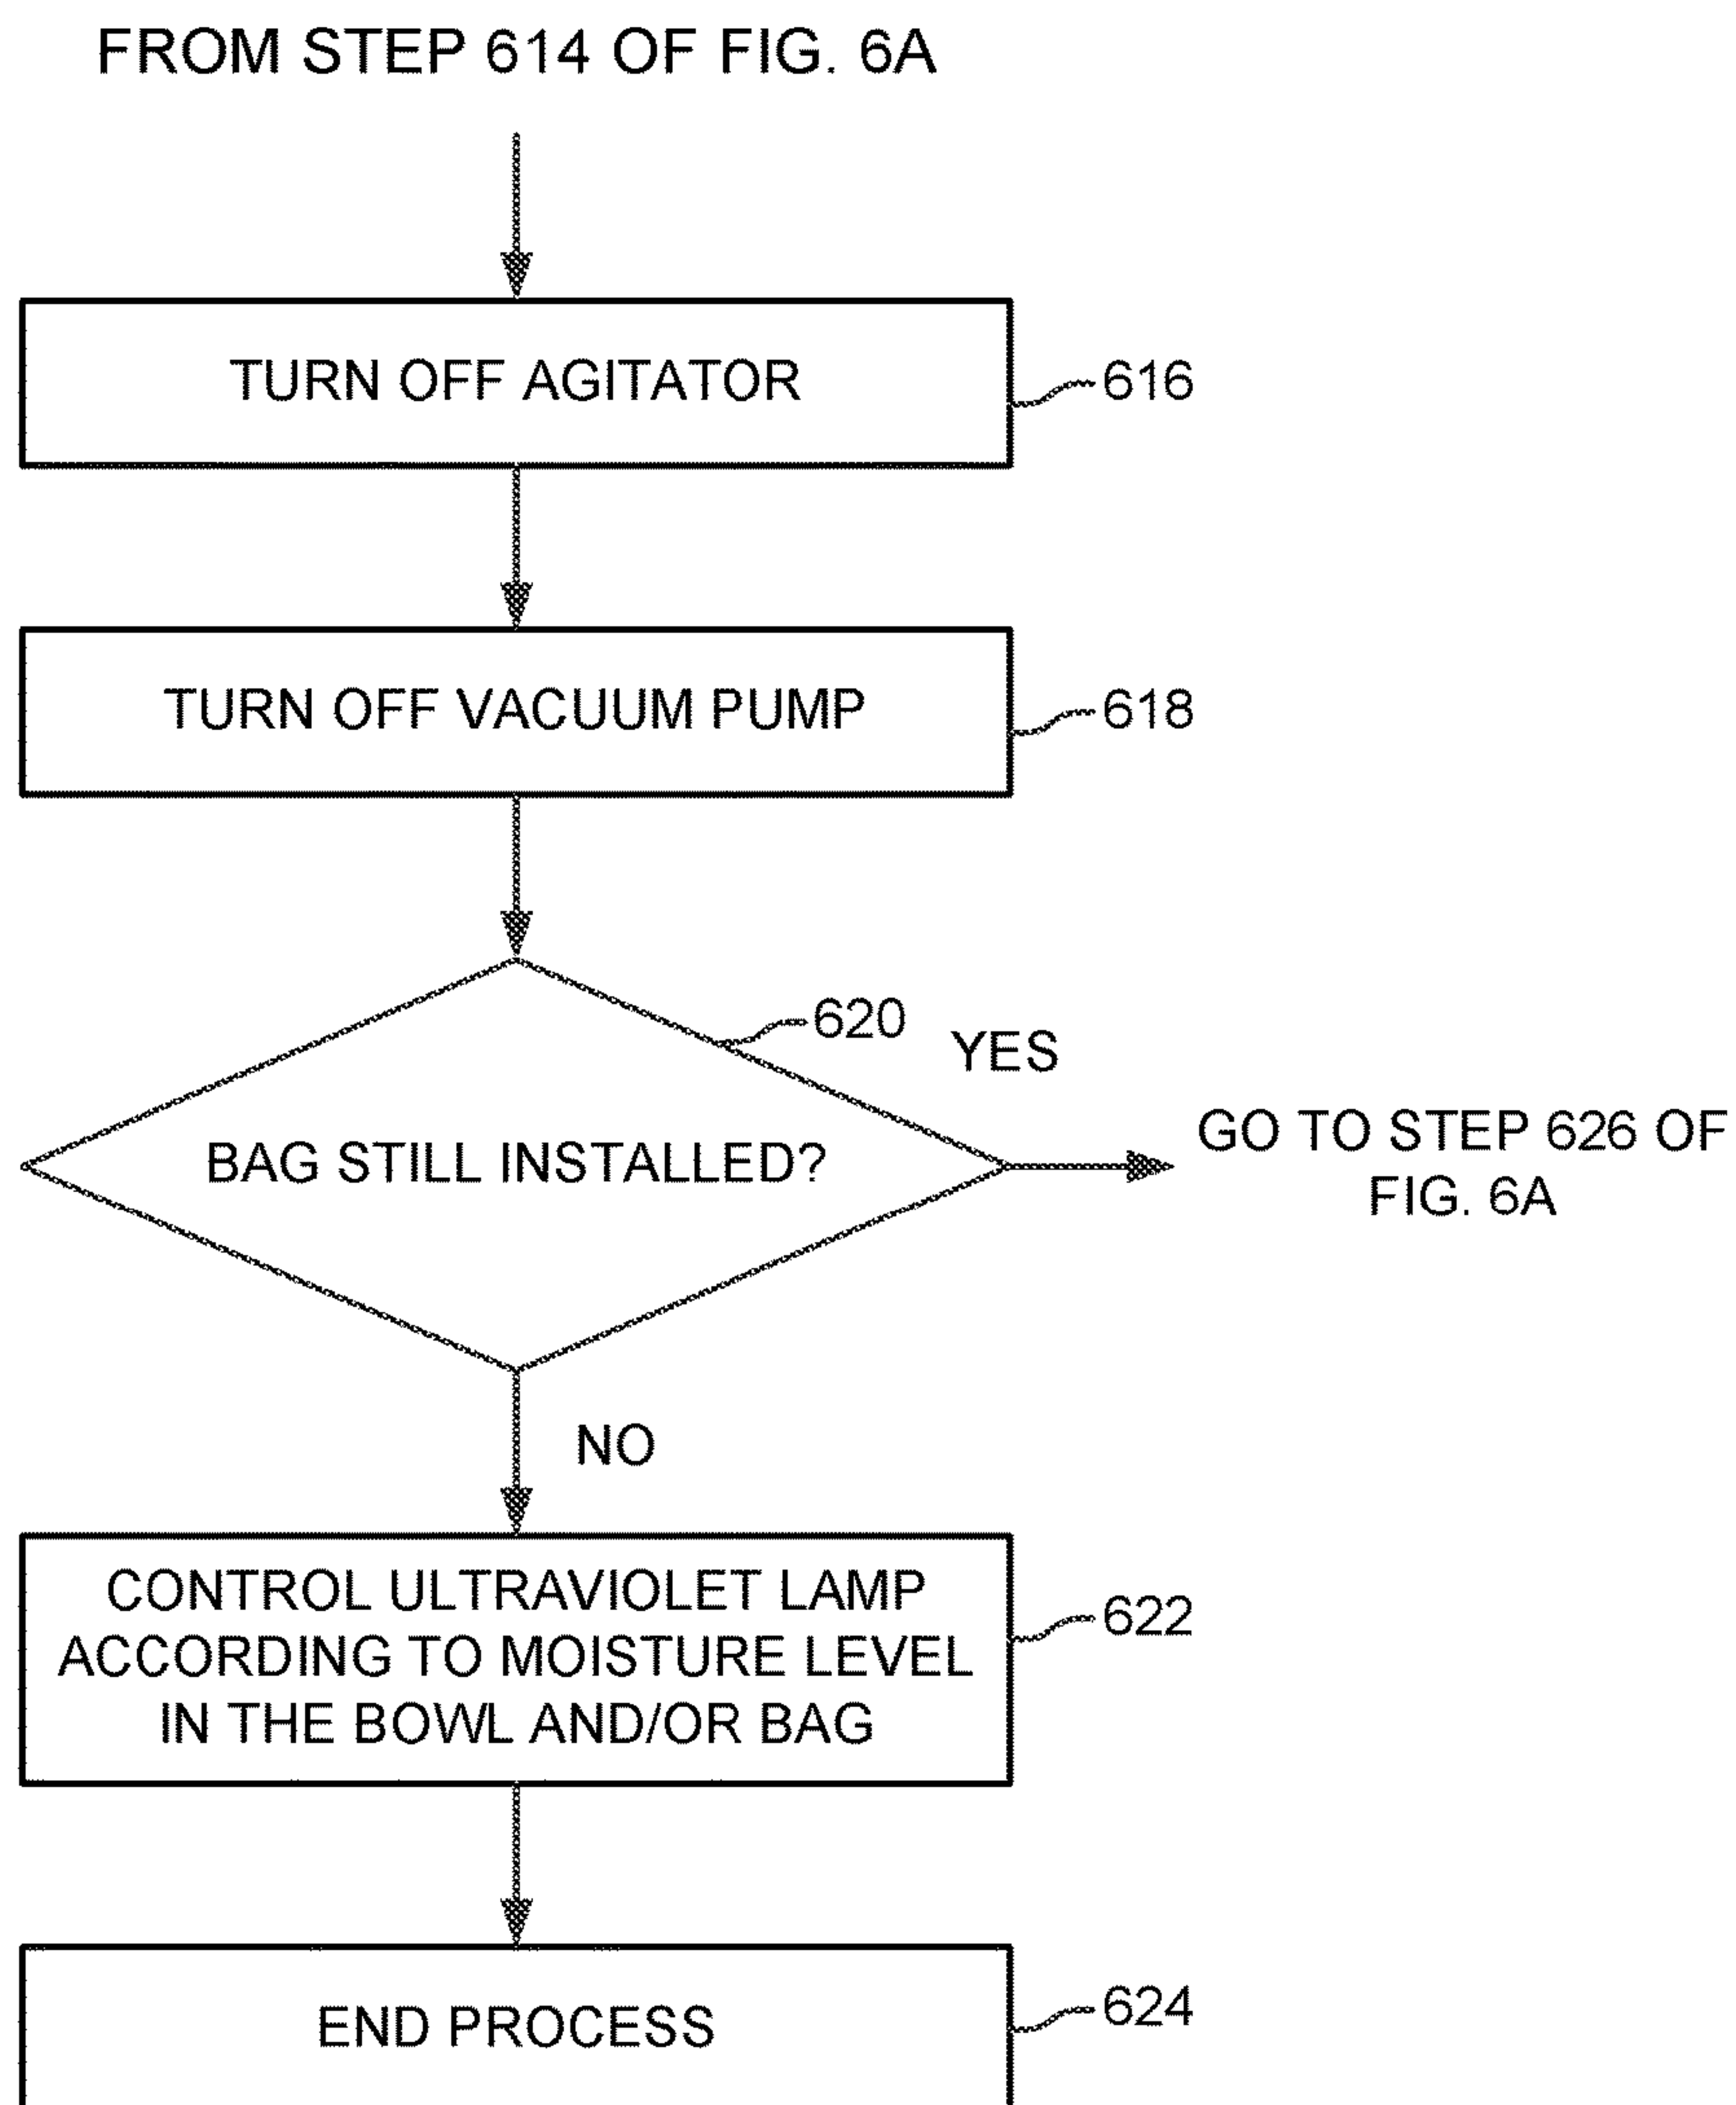 FROM STEP 614 OF FIG. 6A
TURN OFF AGITATOR
616
TURN OFF VACUUM PUMP
618
620
YES
BAG STILL INSTALLED?
GO TO STEP 626 OF
FIG. 6A
NO
CONTROL ULTRAVIOLET LAMP
ACCORDING TO MOISTURE LEVEL
IN THE BOWL AND/OR BAG
622
END PROCESS
624